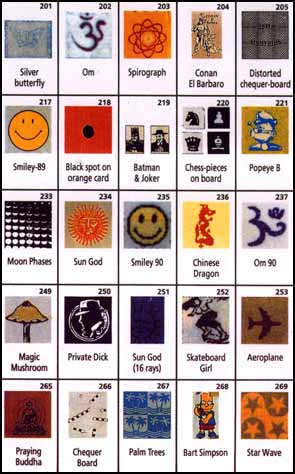 201 202 203 204 205
Silver
butterfly
Om
Spirograph
Conan
El Barbaro
Distorted
chequer-board
217 218 219 220 221
Smiley-89
Black spot on
orange card
Batman
& Joker
Chess-pieces
on board
Popeye B
233 234 235 236 237
Moon Phases
Sun God
Smiley 90
Chinese
Dragon
Om 90
249 250 251 252 253
Magic
Mushroom
Private Dick
Sun God
(16 rays)
Skateboard
Girl
Aeroplane
265 266 267 268 269
Praying
Buddha
Chequer
Board
Palm Trees
Bart Simpson
Star Wave